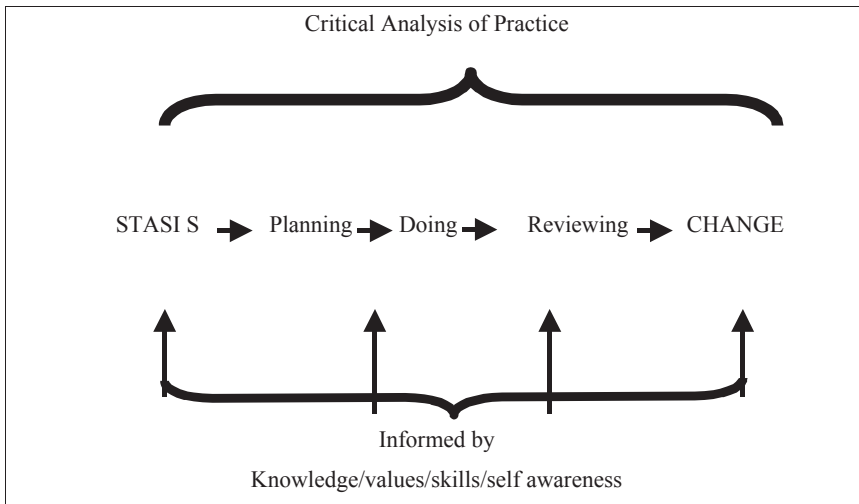 Critical Analysis of Practice
STASI S Planning Doing Reviewing CHANGE
Informed by
Knowledge/values/skills/self awareness